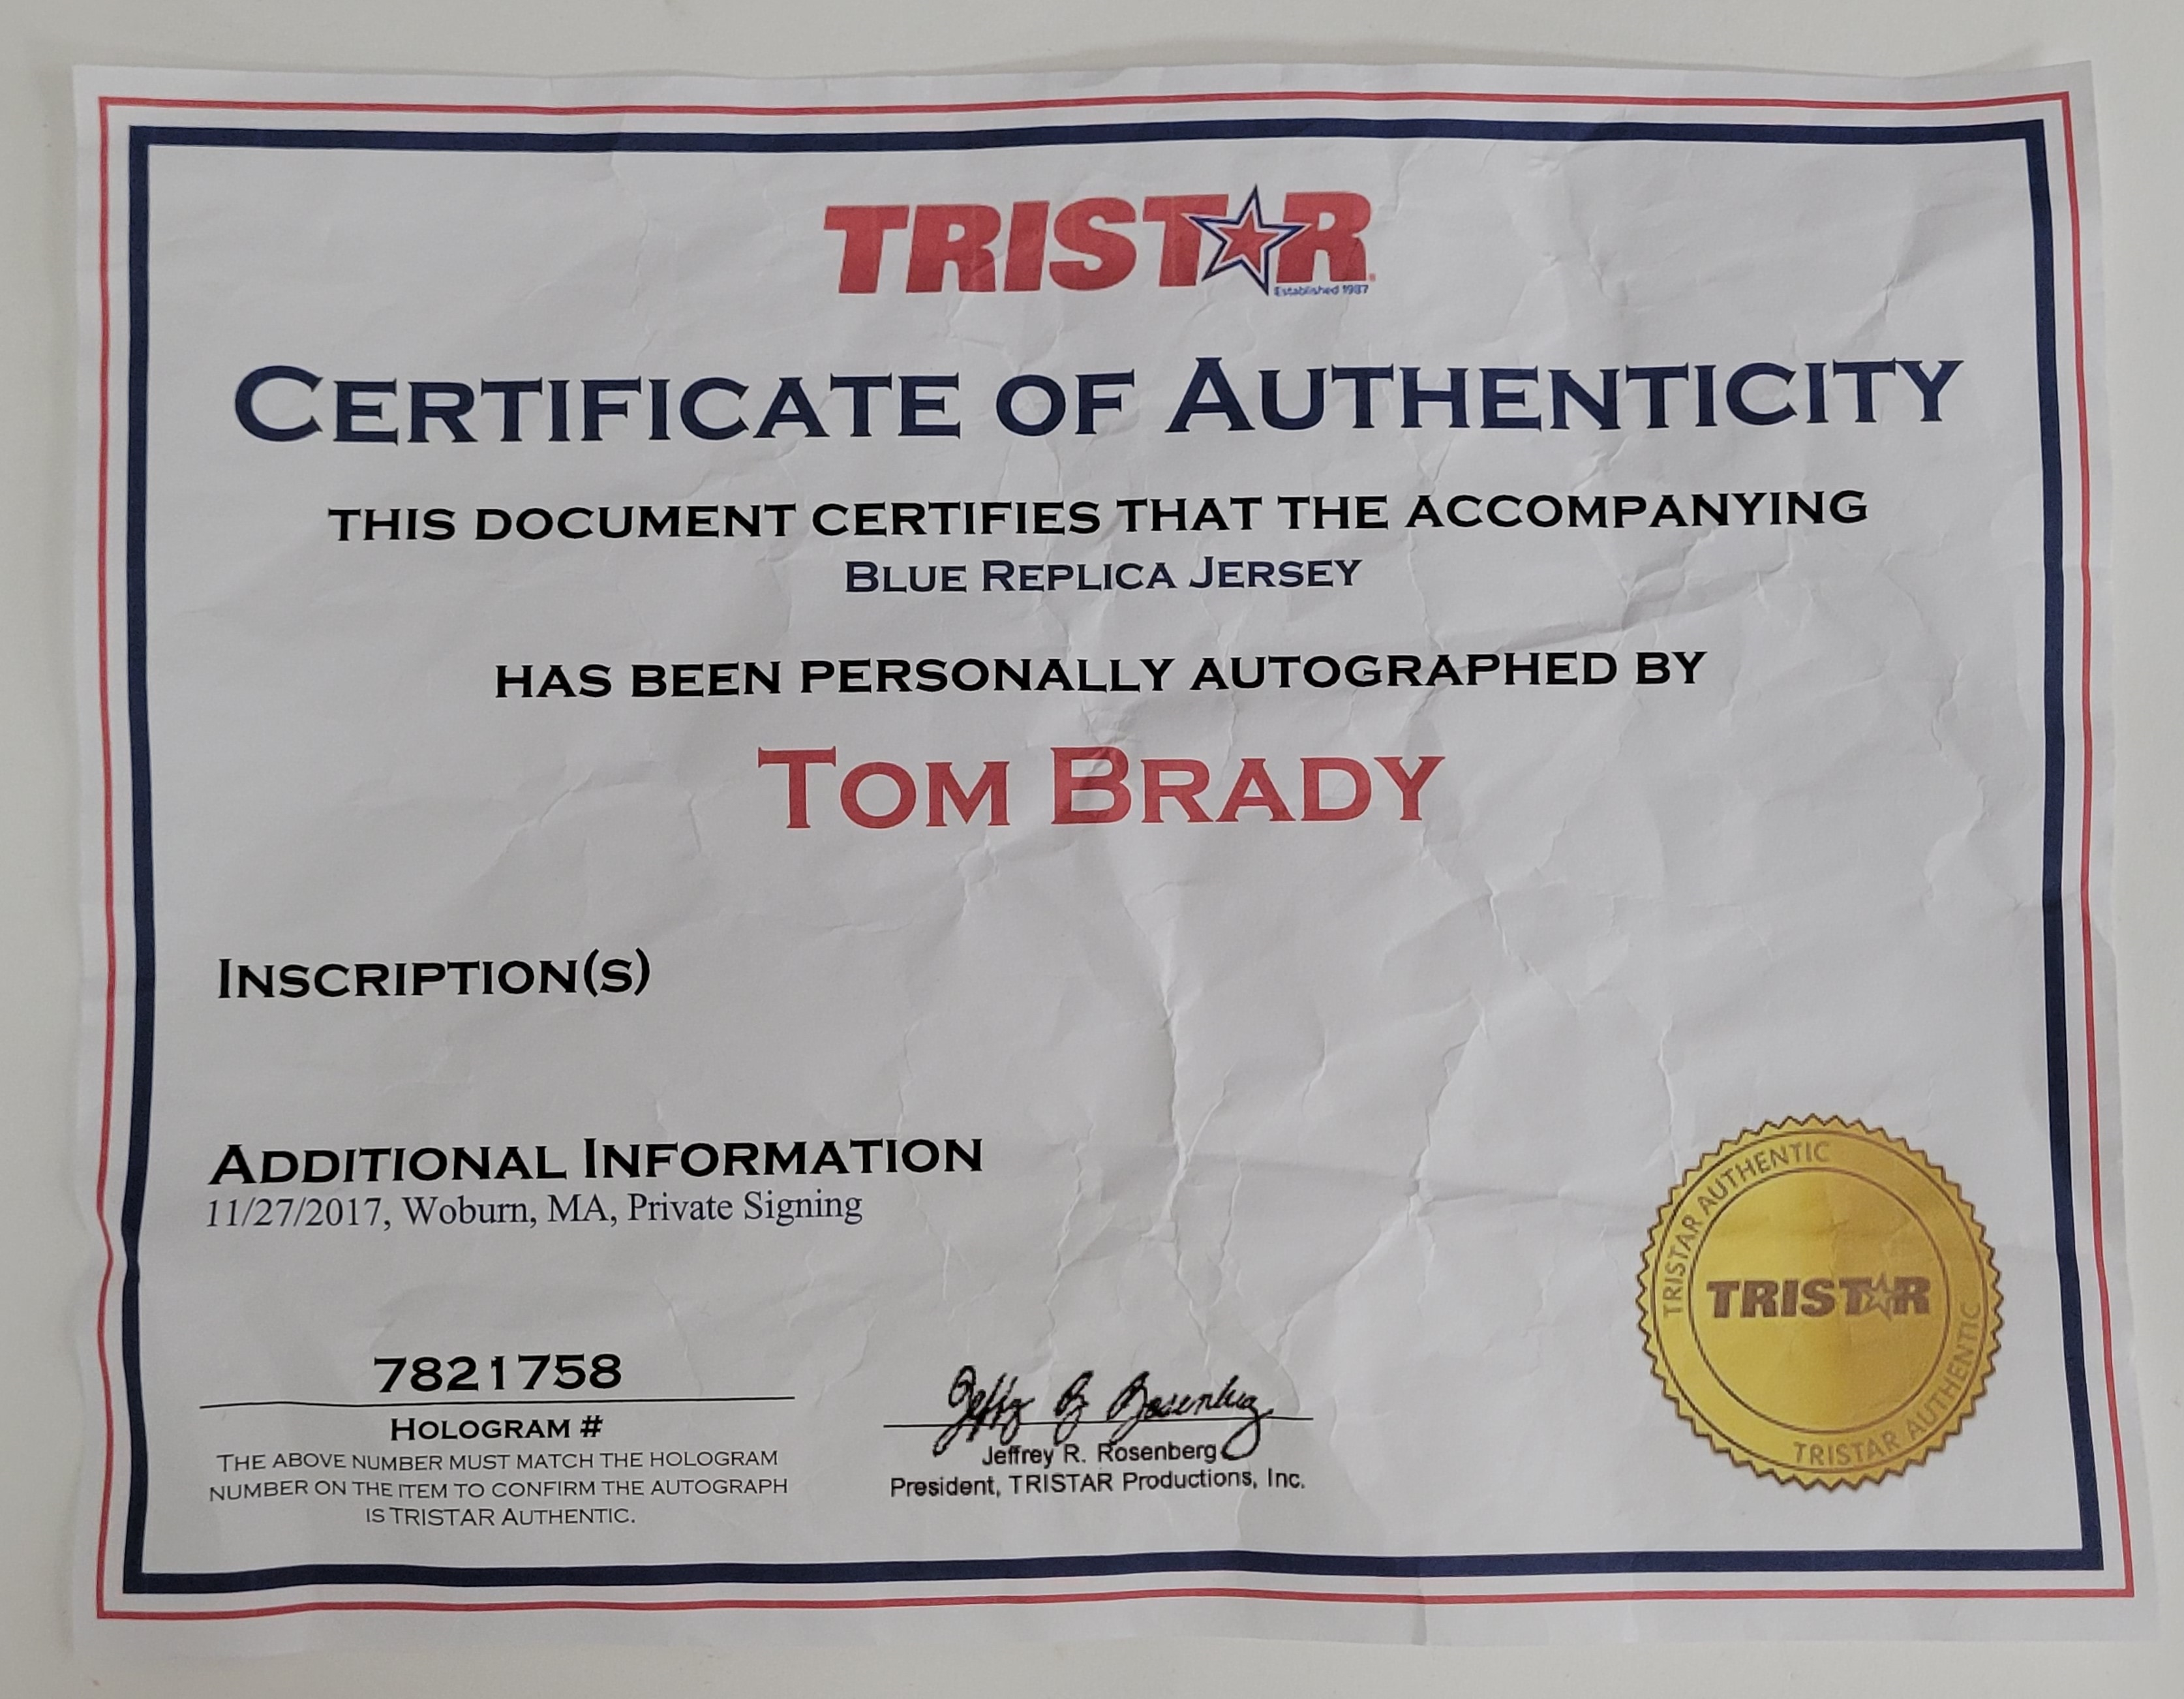 TRISTAR
Established 1987
CERTIFICATE OF AUTHENTICITY
THIS DOCUMENT CERTIFIES THAT THE ACCOMPANYING
BLUE REPLICA JERSEY
HAS BEEN PERSONALLY AUTOGRAPHED BY
TOM BRADY
INSCRIPTION(S)
ADDITIONAL INFORMATION
11/27/2017, Woburn, MA, Private Signing
7821758
HOLOGRAM #
THE ABOVE NUMBER MUST MATCH THE HOLOGRAM
NUMBER ON THE ITEM TO CONFIRM THE AUTOGRAPH
IS TRISTAR AUTHENTIC.
Jeffrey R. Rosenberg
Jeffrey R. Rosenberg
President, TRISTAR Productions, Inc.
TRISTAR AUTHENTIC
TRISTAR
TRISTAR AUTHENTIC